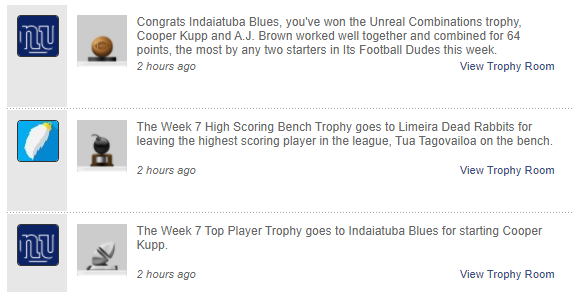 Congrats Indaiatuba Blues, you've won the Unreal Combinations trophy,
Cooper Kupp and A.J. Brown worked well together and combined for 64
points, the most by any two starters in Its Football Dudes this week.
2 hours ago View Trophy Room
The Week 7 High Scoring Bench Trophy goes to Limeira Dead Rabbits for
leaving the highest scoring player in the league, Tua Tagovailoa on the bench.
2 hours ago View Trophy Room
The Week 7 Top Player Trophy goes to Indaiatuba Blues for starting Cooper
Kupp.
2 hours ago View Trophy Room